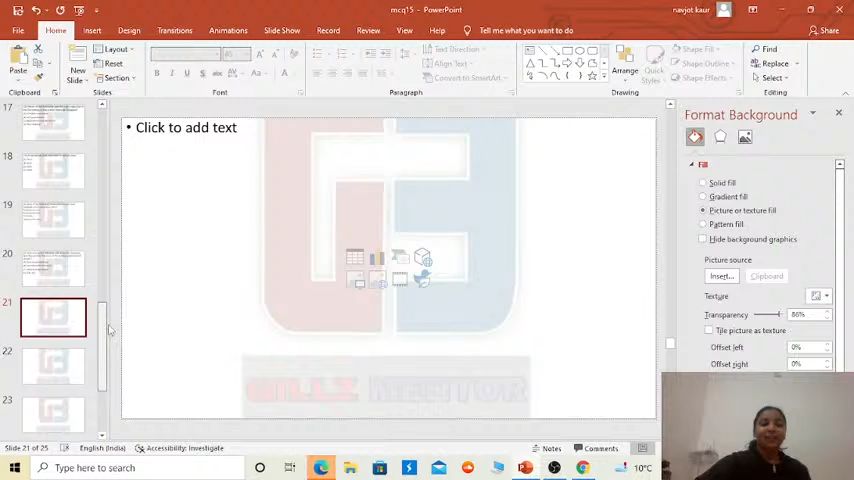 mcq15 - PowerPoint
navjot kaur
File
Home
Insert
Design
Transitions
Animations
Slide Show
Record
Review
View
Help
Tell me what you want to do
Share
Paste
New
Slide
Layout
Reset
Section
Text Direction
Align Text
Convert to SmartArt
Arrange
Quick
Styles
Shape Fill
Shape Outline
Shape Effects
Find
Replace
Select
Clipboard
Slides
Font
Paragraph
Drawing
Editing
17
18
19
20
21
22
23
• Click to add text
Format Background
Fill
Solid fill
Gradient fill
Picture or texture fill
Pattern fill
Hide background graphics
Picture source
Insert...
Clipboard
Texture
Transparency
86%
Tile picture as texture
Offset left
0%
Offset right
0%
Slide 21 of 25
English (India)
Accessibility: Investigate
Notes
Comments
Type here to search
10°C